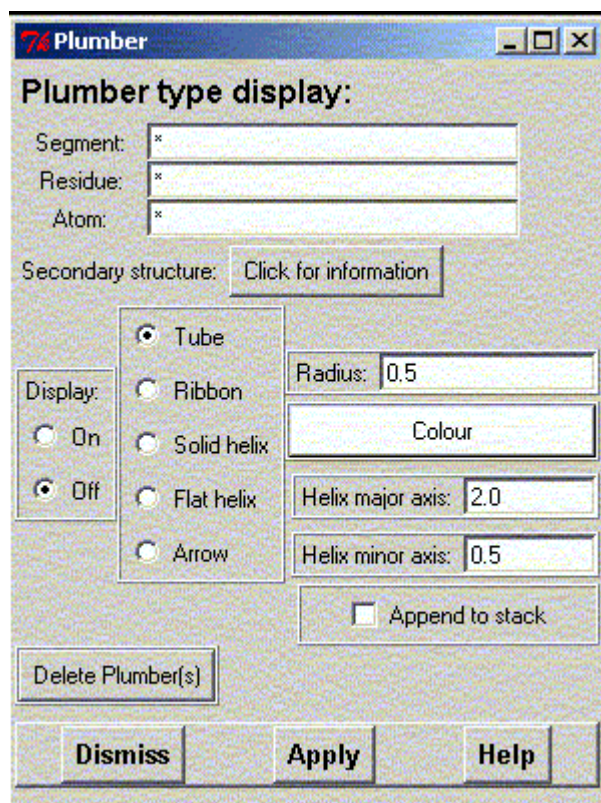 7% Plumber
Plumber type display:
Segment: *
Residue: *
Atom: *
Secondary structure: Click for information
Display:
On
Off
Tube
Ribbon
Solid helix
Flat helix
Arrow
Radius: 0.5
Colour
Helix major axis: 2.0
Helix minor axis: 0.5
Append to stack
Delete Plumber(s)
Dismiss Apply Help